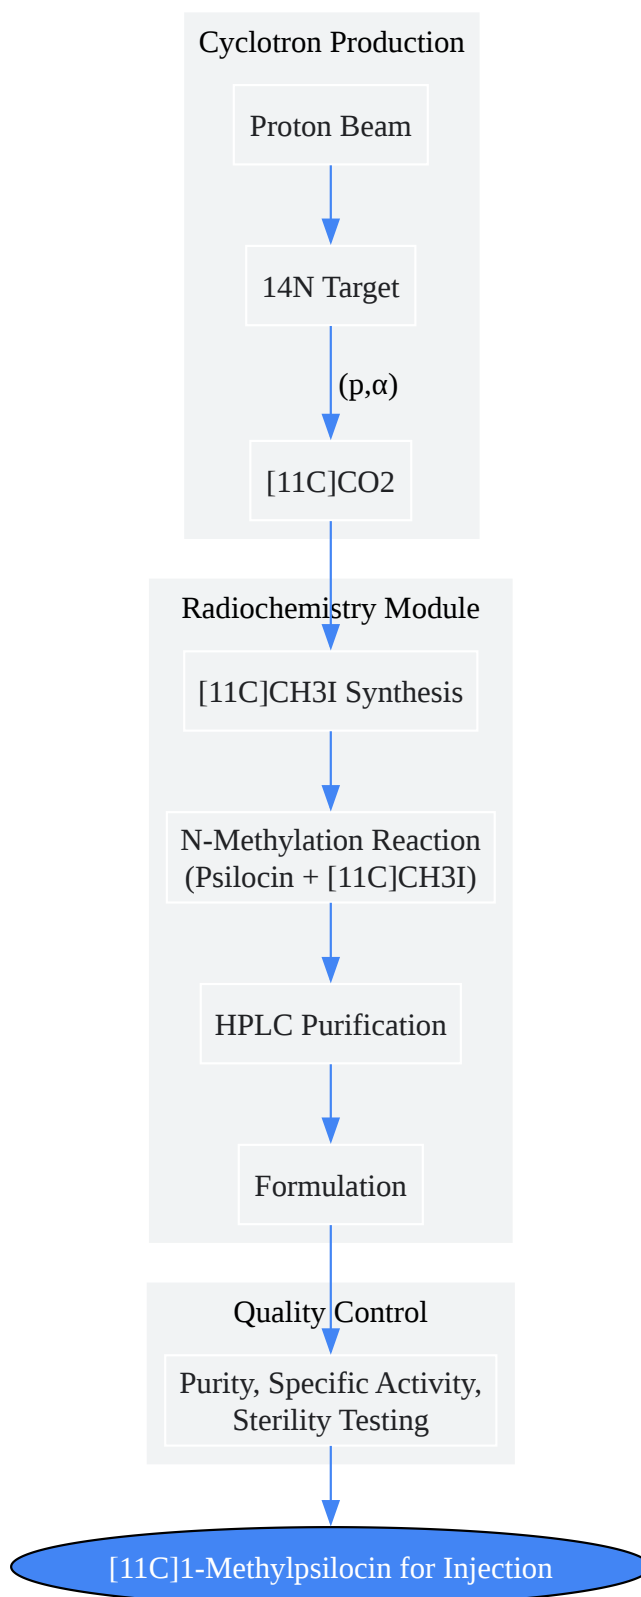 Cyclotron Production
Proton Beam
14N Target
(p,α)
[11C]CO2
Radiochemistry Module
[11C]CH3I Synthesis
N-Methylation Reaction
(Psilocin + [11C]CH3I)
HPLC Purification
Formulation
Quality Control
Purity, Specific Activity,
Sterility Testing
[11C]1-Methylpsilocin for Injection